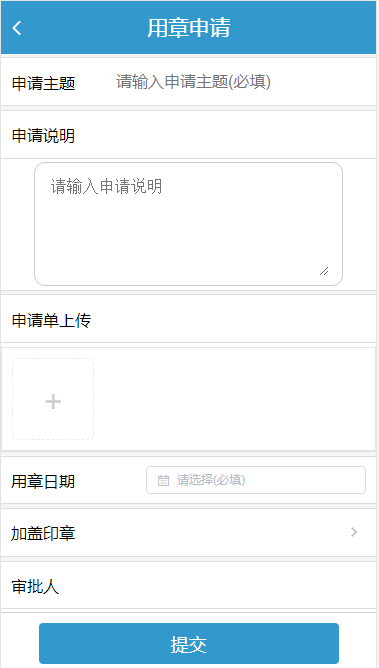 用章申请
申请主题 请输入申请主题(必填)
申请说明
请输入申请说明
申请单上传
用章日期 请选择(必填)
加盖印章
审批人
提交